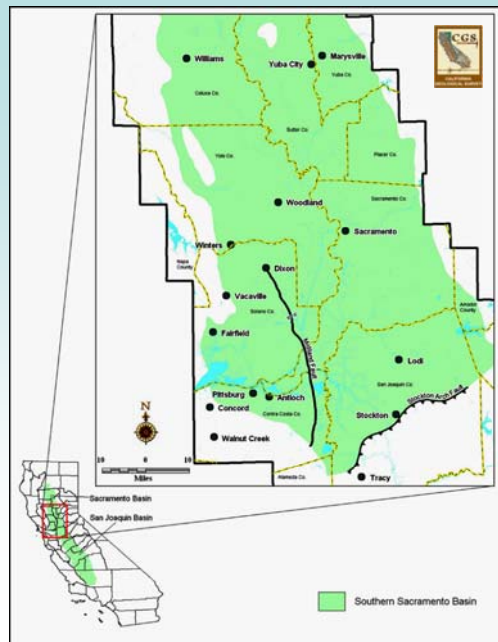 CGS
CALIFORNIA
GEOLOGICAL SURVEY
Williams
Marysville
Yuba City
Yuba Co.
Colusa Co.
Sutter Co.
Placer Co.
Yolo Co.
Woodland
Sacramento Co.
Sacramento
Winters
Napa
County
Dixon
Amador
County
Vacaville
Solano Co.
Midland Fault
Fairfield
Lodi
San Joaquin Co.
Pittsburg
Antioch
Stockton Arch Fault
Concord
Contra Costa Co.
Stockton
N
Walnut Creek
10 0 10
Miles
Alameda Co.
Tracy
Sacramento Basin
San Joaquin Basin
Southern Sacramento Basin